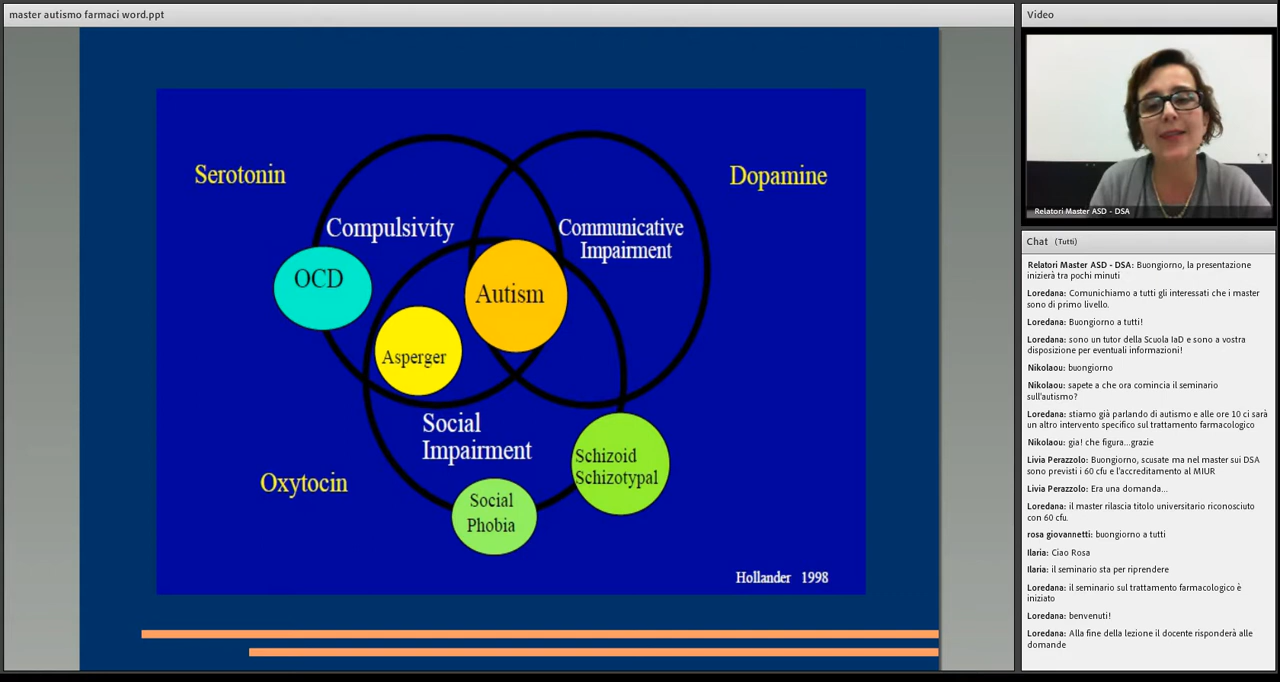 master autismo farmaci word.ppt
Serotonin
Dopamine
Compulsivity
Communicative
Impairment
OCD
Autism
Asperger
Social
Impairment
Schizoid
Schizotypal
Oxytocin
Social
Phobia
Hollander 1998
Video
Relatori Master ASD - DSA
Chat (Tutti)
Relatori Master ASD - DSA: Buongiorno, la presentazione
inizierà tra pochi minuti
Loredana: Comunichiamo a tutti gli interessati che i master
sono di primo livello.
Loredana: Buongiorno a tutti!
Loredana: sono un tutor della Scuola IaD e sono a vostra
disposizione per eventuali informazioni!
Nikolaou: buongiorno
Nikolaou: sapete a che ora comincia il seminario
sull'autismo?
Loredana: stiamo già parlando di autismo e alle ore 10 ci sarà
un altro intervento specifico sul trattamento farmacologico
Nikolaou: gia! che figura...grazie
Livia Perazzolo: Buongiorno, scusate ma nel master sui DSA
sono previsti i 60 cfu e l'accreditamento al MIUR
Livia Perazzolo: Era una domanda...
Loredana: il master rilascia titolo universitario riconosciuto
con 60 cfu.
rosa giovannetti: buongiorno a tutti
Ilaria: Ciao Rosa
Ilaria: il seminario sta per riprendere
Loredana: il seminario sul trattamento farmacologico è
iniziato
Loredana: benvenuti!
Loredana: Alla fine della lezione il docente risponderà alle
domande